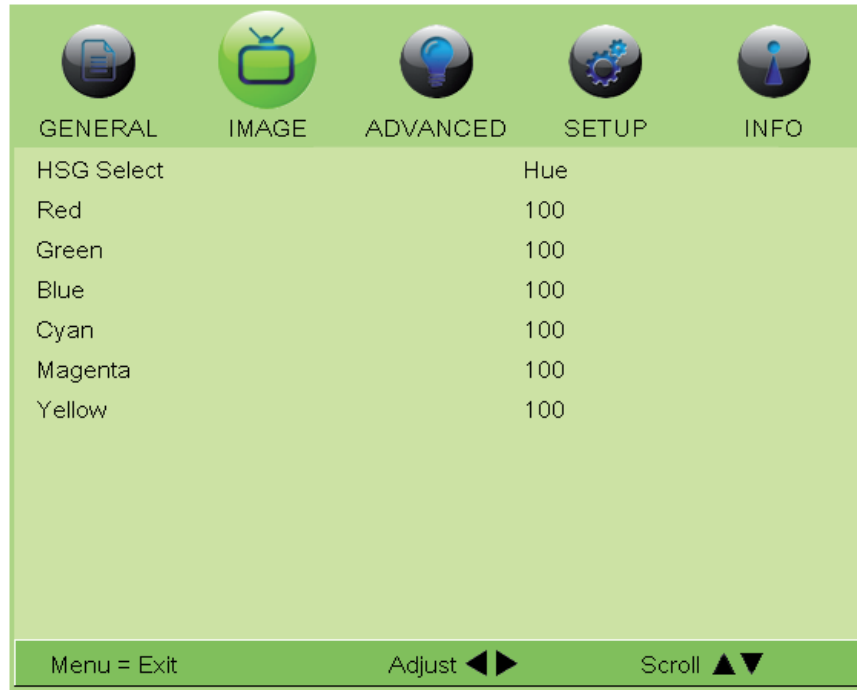 GENERAL IMAGE ADVANCED SETUP INFO
HSG Select Hue
Red 100
Green 100
Blue 100
Cyan 100
Magenta 100
Yellow 100
Menu = Exit Adjust ◀▶ Scroll ▲▼